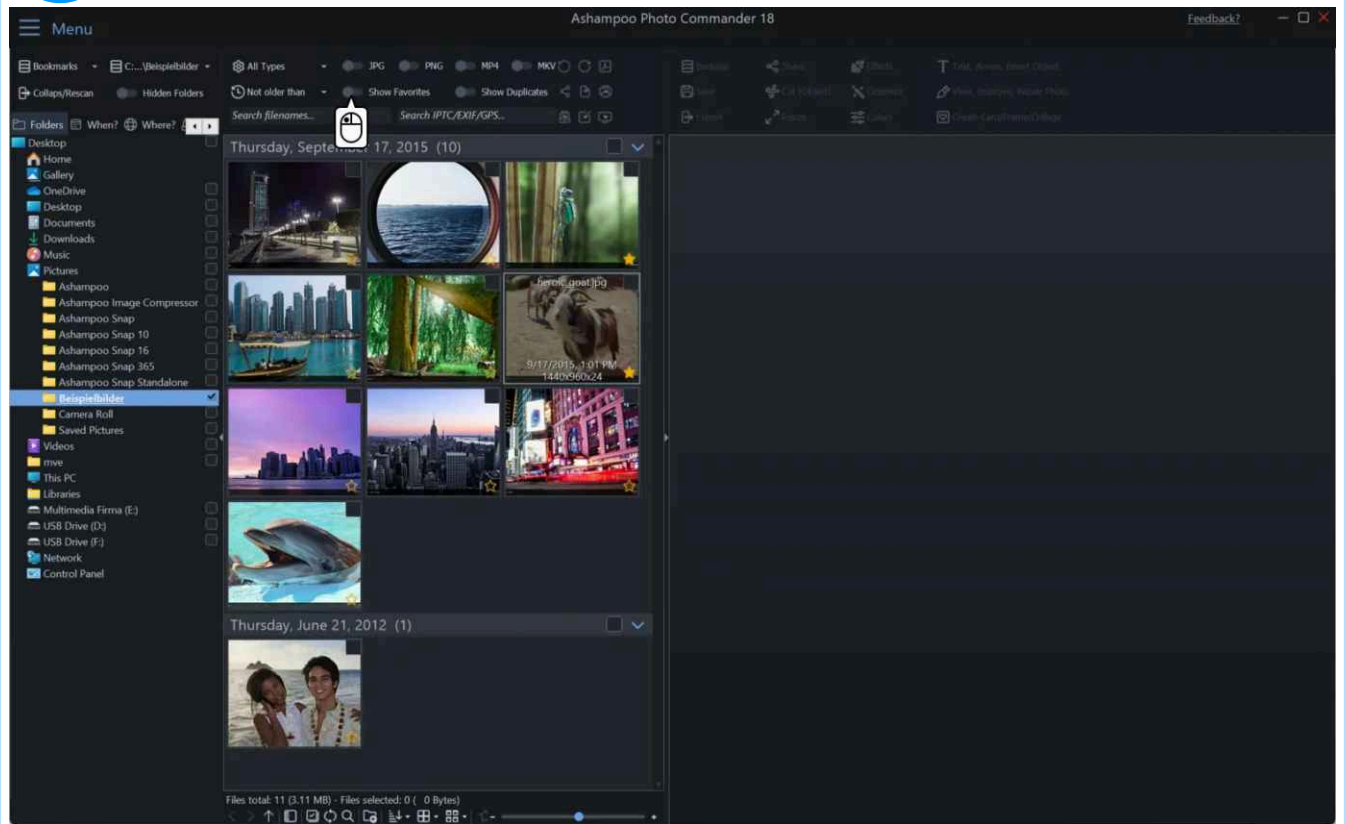 Ashampoo Photo Commander 18
Feedback?
Menu
Bookmarks
C:...\Beispielbilder
All Types
JPG
PNG
MP4
MKV
Collaps/Rescan
Hidden Folders
Not older than
Show Favorites
Show Duplicates
Search filenames...
Search IPTC/EXIF/GPS...
Share
Effects
Save
Export
Folders
When?
Where?
Desktop
Home
Gallery
OneDrive
Desktop
Documents
Downloads
Music
Pictures
Ashampoo
Ashampoo Image Compressor
Ashampoo Snap
Ashampoo Snap 10
Ashampoo Snap 16
Ashampoo Snap 365
Ashampoo Snap Standalone
Beispielbilder
Camera Roll
Saved Pictures
Videos
mve
This PC
Libraries
Multimedia Firma (E:)
USB Drive (D:)
USB Drive (F:)
Network
Control Panel
Thursday, September 17, 2015 (10)
heroic_goat.jpg
9/17/2015, 1:01 PM
1440x960x24
Thursday, June 21, 2012 (1)
Files total: 11 (3.11 MB) - Files selected: 0 ( 0 Bytes)